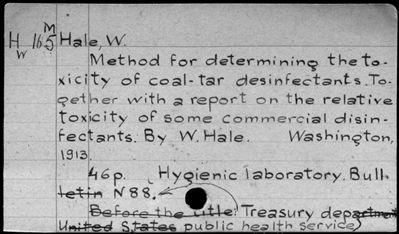 M
H 165 Hale, W.
W
Method for determining the to-
xicity of coal-tar desinfectants. To-
gether with a report on the relative
toxicity of some commercial disin-
fectants. By W. Hale. Washington,
1913.
46 p. Hygienic laboratory. Bull-
letin N 88.
Before the title: Treasury department
United States public health service)